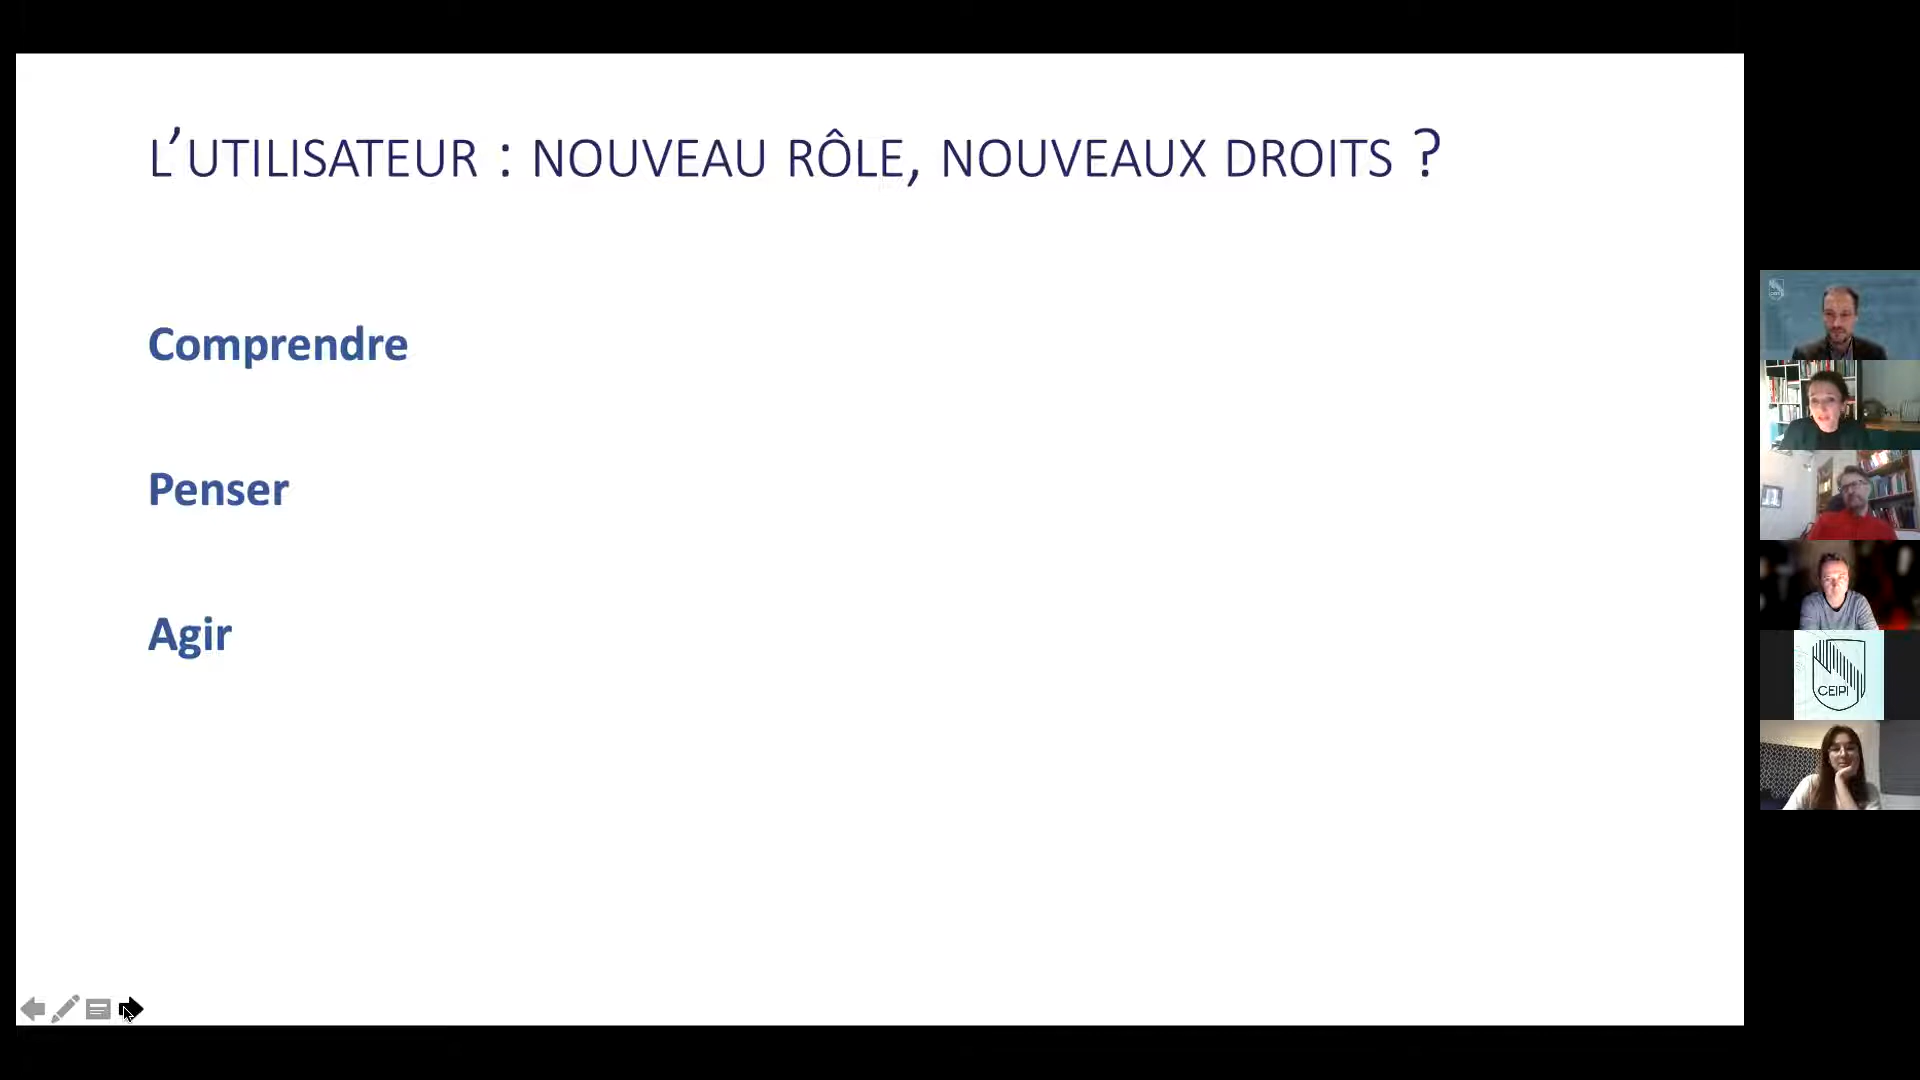 L'UTILISATEUR : NOUVEAU RÔLE, NOUVEAUX DROITS ?
Comprendre
Penser
Agir
CEIPI